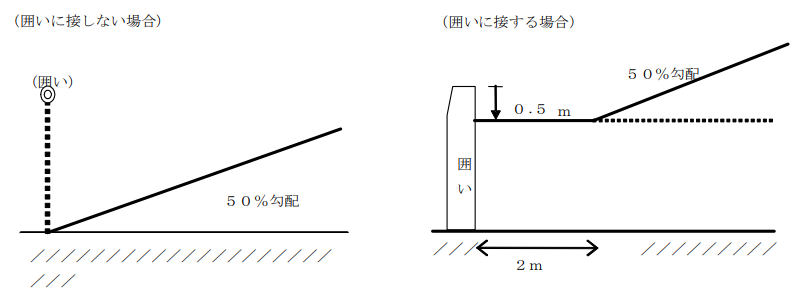 （囲いに接しない場合）
（囲い）
５０％勾配
（囲いに接する場合）
５０％勾配
０.５ ｍ
囲い
２ｍ